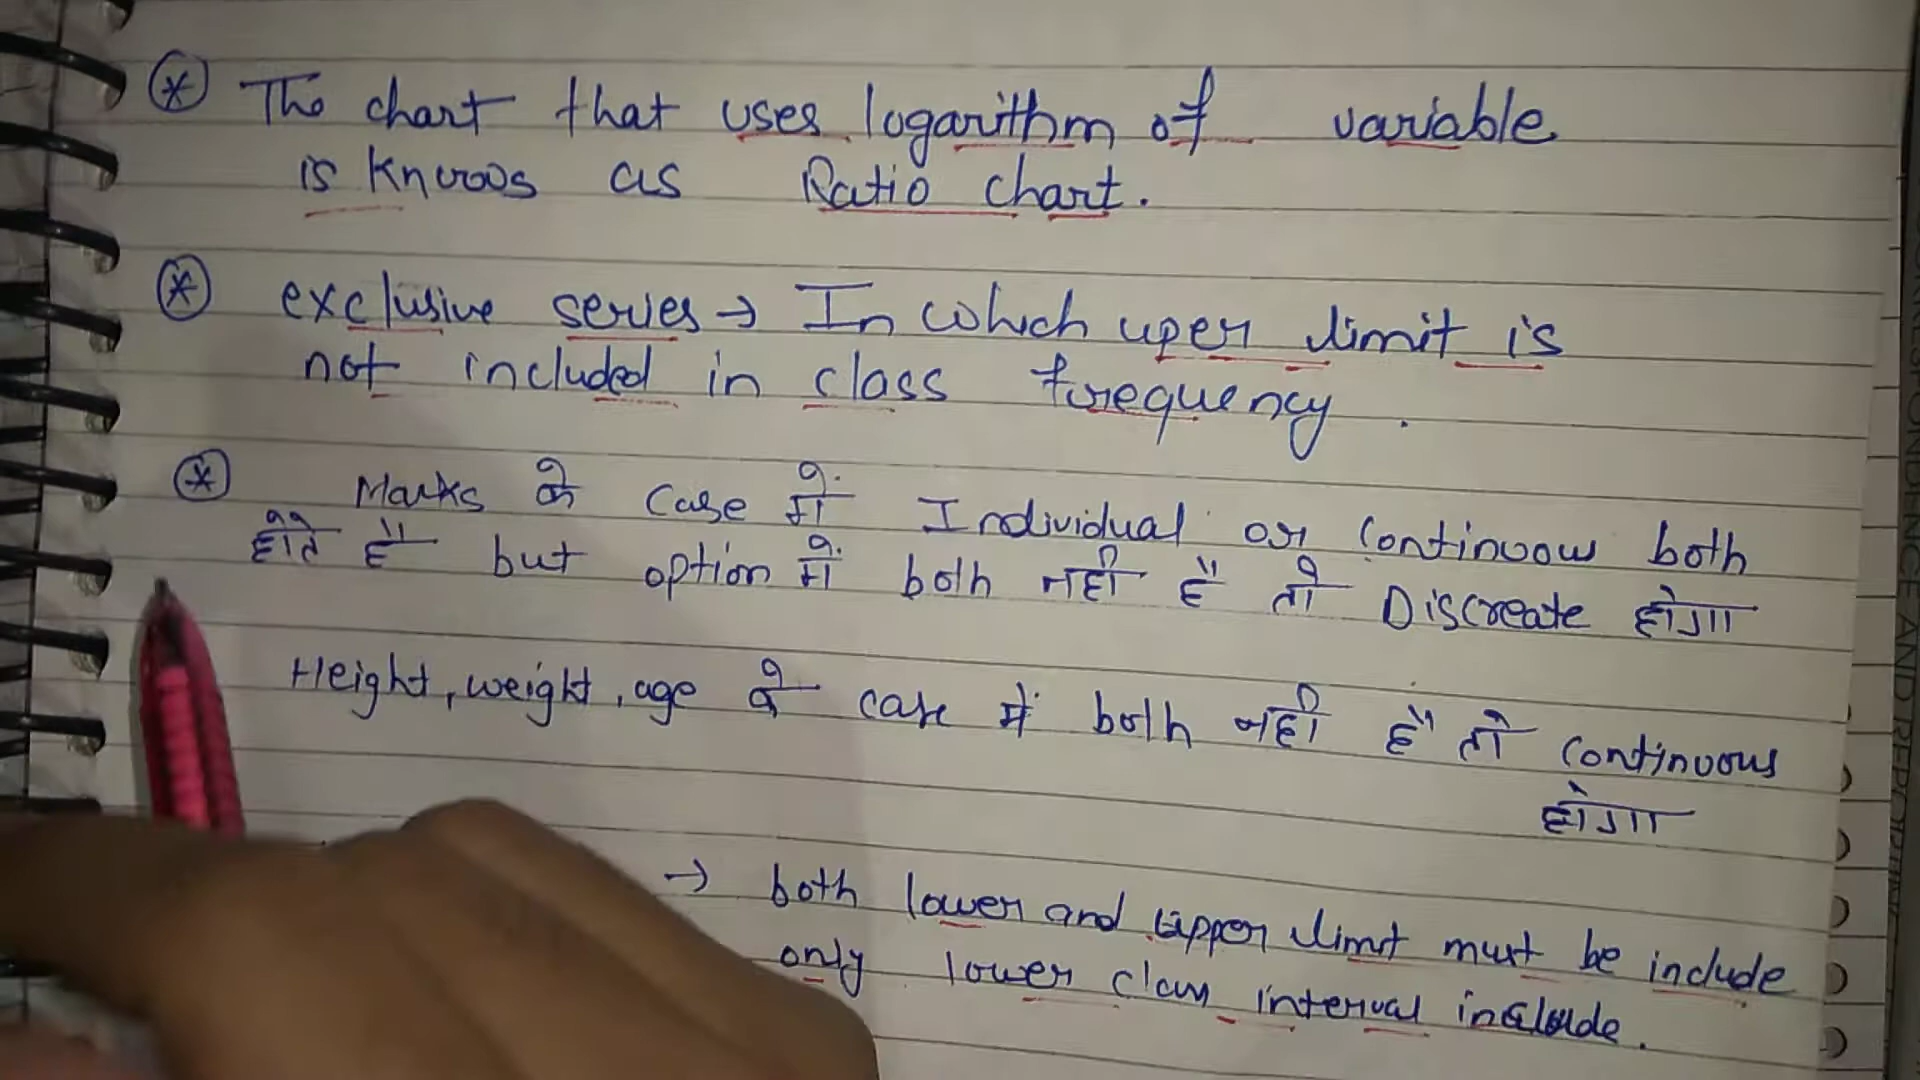 The chart that uses logarithm of variable
is Knows as Ratio chart.
exclusive series → In which uper limit is
not included in class frequency.
Marks के case में Individual or Continuous both
होते हैं but option में both नही है तो Discreate होगा
Height, weight, age के case में both नही है तो continuous
होगा
→ both lower and upper limit must be include
only lower class interval include.